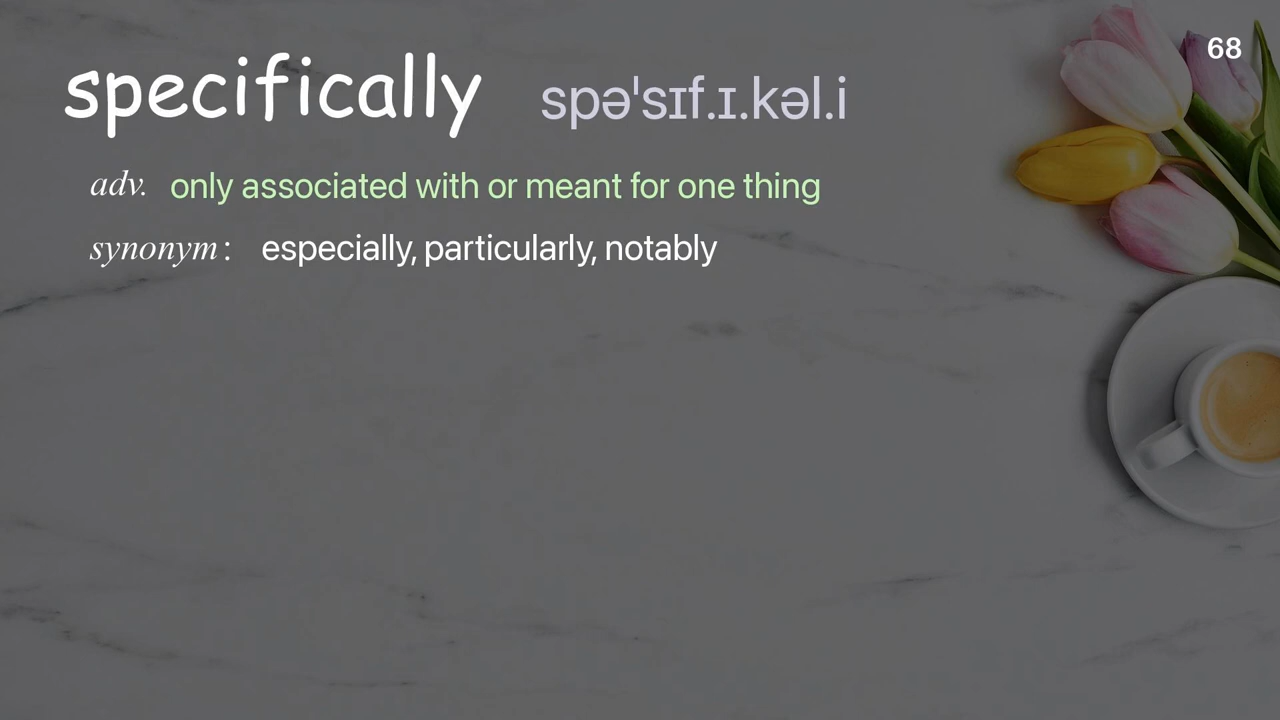 68
specifically spəˈsɪf.ɪ.kəl.i
adv. only associated with or meant for one thing
synonym: especially, particularly, notably